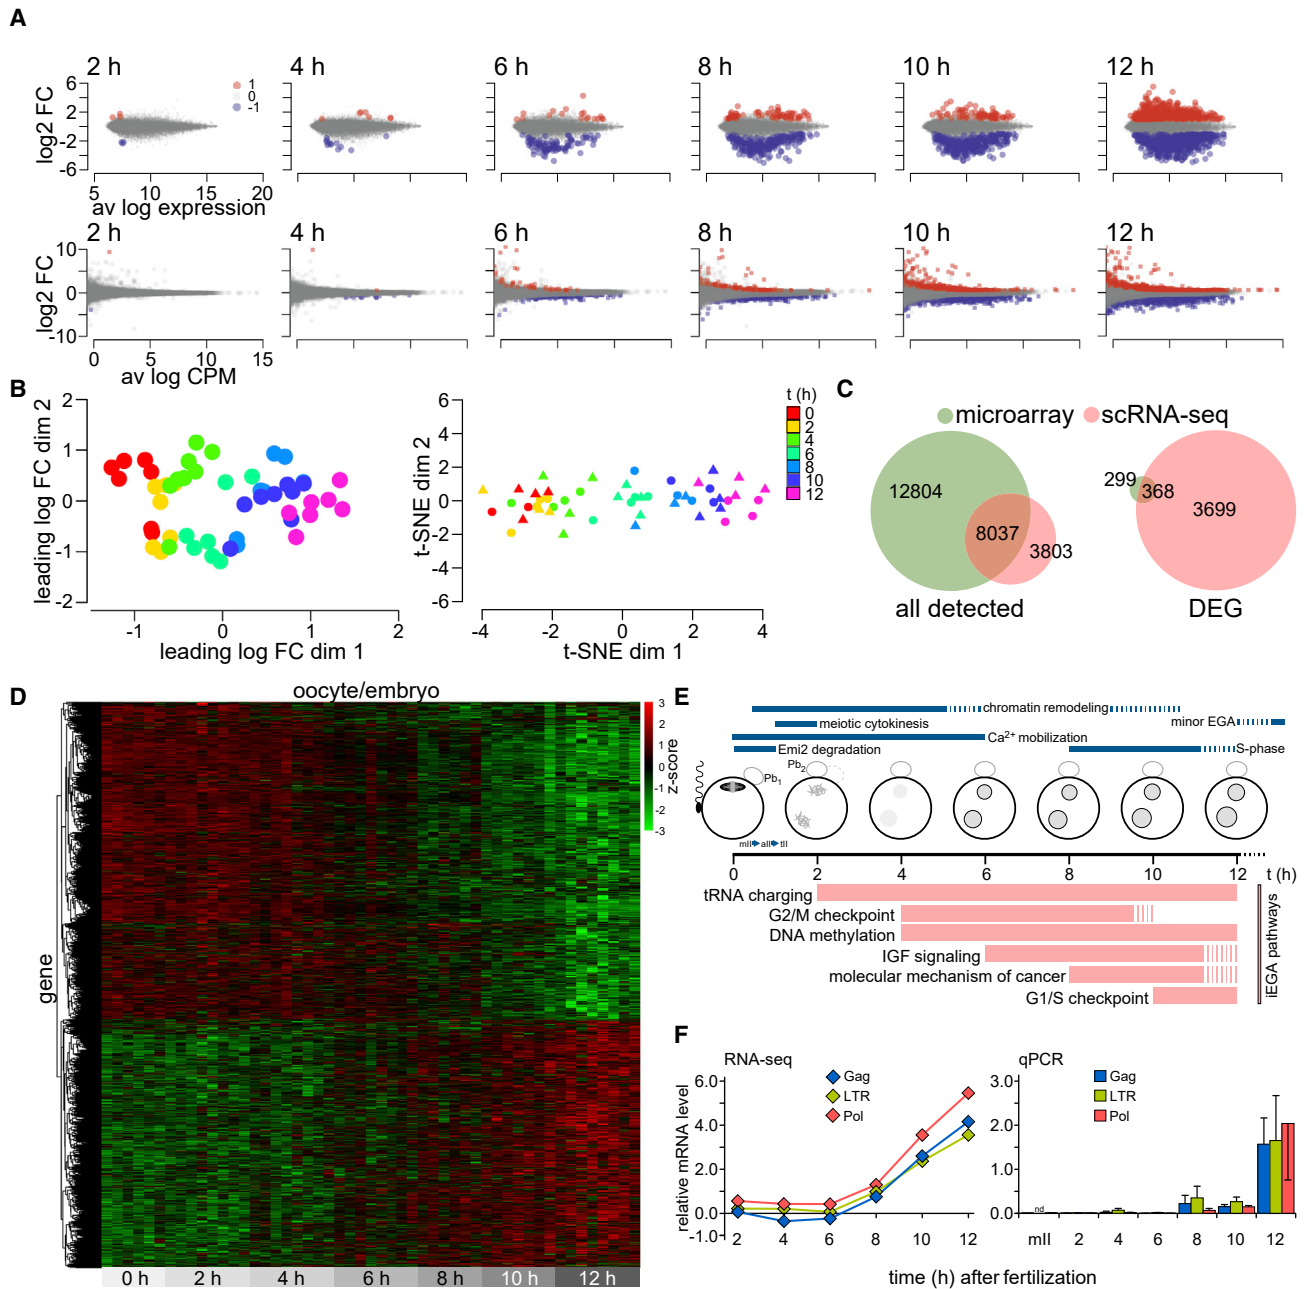 A
2 h
4 h
6 h
8 h
10 h
12 h
log2 FC
6
2
-2
-6
1
0
-1
5 10 15 20
av log expression
2 h
4 h
6 h
8 h
10 h
12 h
log2 FC
10
0
-10
0 5 10 15
av log CPM
B
leading log FC dim 2
2
1
0
-1
-2
-1 0 1 2
leading log FC dim 1
t-SNE dim 2
6
4
2
0
-2
-4
-6
-4 -2 0 2 4
t-SNE dim 1
t (h)
0
2
4
6
8
10
12
C
microarray scRNA-seq
12804
8037
3803
all detected
299
368
3699
DEG
D
oocyte/embryo
gene
3
2
1
0
-1
-2
-3
z-score
0 h 2 h 4 h 6 h 8 h 10 h 12 h
E
chromatin remodeling
minor EGA
meiotic cytokinesis
Ca2+ mobilization
Emi2 degradation
S-phase
Pb1
Pb2
mII aII tII
0 2 4 6 8 10 12 t (h)
tRNA charging
G2/M checkpoint
DNA methylation
IGF signaling
molecular mechanism of cancer
G1/S checkpoint
iEGA pathways
F
RNA-seq
Gag
LTR
Pol
relative mRNA level
6.0
4.0
2.0
0.0
-1.0
2 4 6 8 10 12
qPCR
Gag
LTR
Pol
3.0
2.0
1.0
0.0
nd
mII 2 4 6 8 10 12
time (h) after fertilization